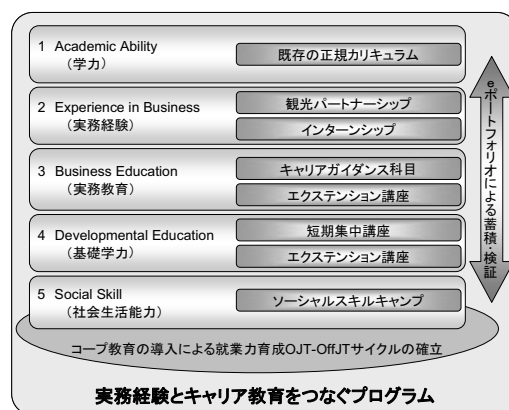 1 Academic Ability
（学力）
既存の正規カリキュラム
2 Experience in Business
（実務経験）
観光パートナーシップ
インターンシップ
3 Business Education
（実務教育）
キャリアガイダンス科目
エクステンション講座
4 Developmental Education
（基礎学力）
短期集中講座
エクステンション講座
5 Social Skill
（社会生活能力）
ソーシャルスキルキャンプ
eポートフォリオによる蓄積・検証
コープ教育の導入による就業力育成OJT-OffJTサイクルの確立
実務経験とキャリア教育をつなぐプログラム